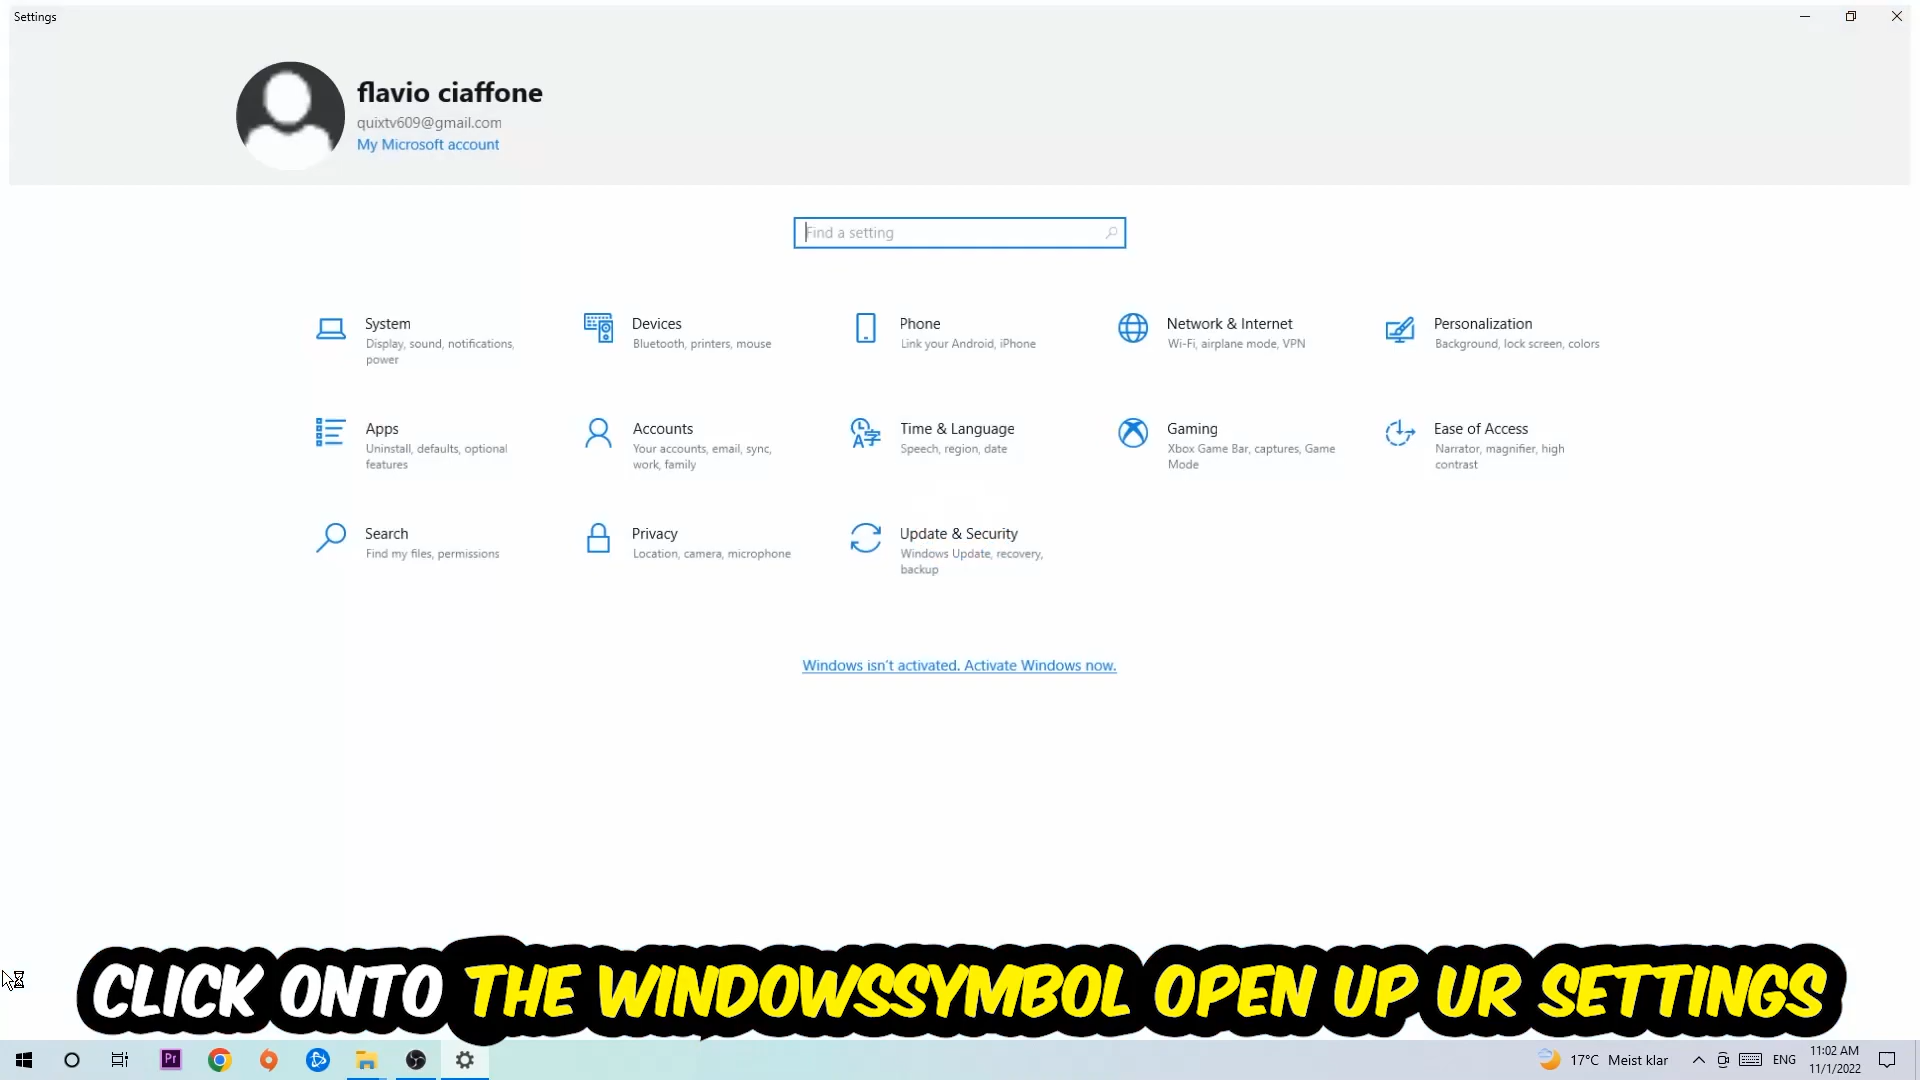 Settings
flavio ciaffone
quixtv609@gmail.com
My Microsoft account
Find a setting
System
Display, sound, notifications,
power
Devices
Bluetooth, printers, mouse
Phone
Link your Android, iPhone
Network & Internet
Wi-Fi, airplane mode, VPN
Personalization
Background, lock screen, colors
Apps
Uninstall, defaults, optional
features
Accounts
Your accounts, email, sync,
work, family
Time & Language
Speech, region, date
Gaming
Xbox Game Bar, captures, Game
Mode
Ease of Access
Narrator, magnifier, high
contrast
Search
Find my files, permissions
Privacy
Location, camera, microphone
Update & Security
Windows Update, recovery,
backup
Windows isn't activated. Activate Windows now.
CLICK ONTO THE WINDOWSSYMBOL OPEN UP UR SETTINGS
Pr
17°C Meist klar
ENG
11:02 AM
11/1/2022